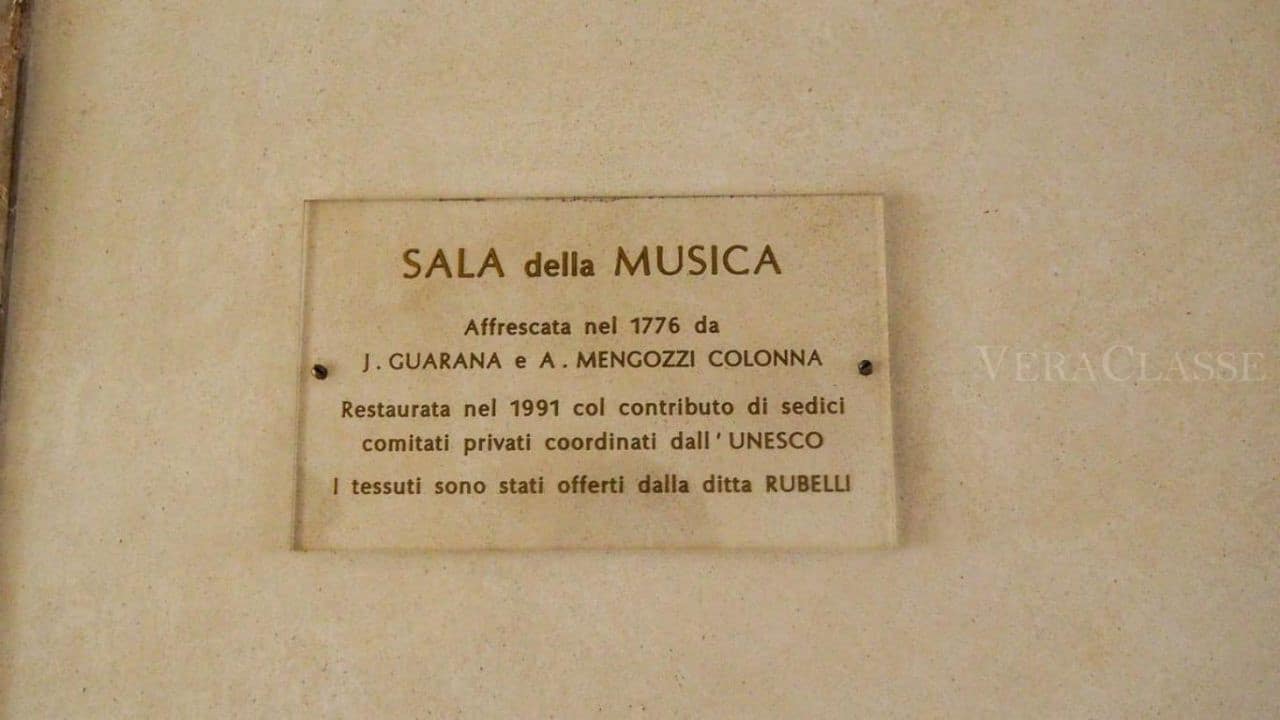 SALA della MUSICA
Affrescata nel 1776 da
J. GUARANA e A. MENGOZZI COLONNA
Restaurata nel 1991 col contributo di sedici
comitati privati coordinati dall' UNESCO
I tessuti sono stati offerti dalla ditta RUBELLI
VERACLASSE